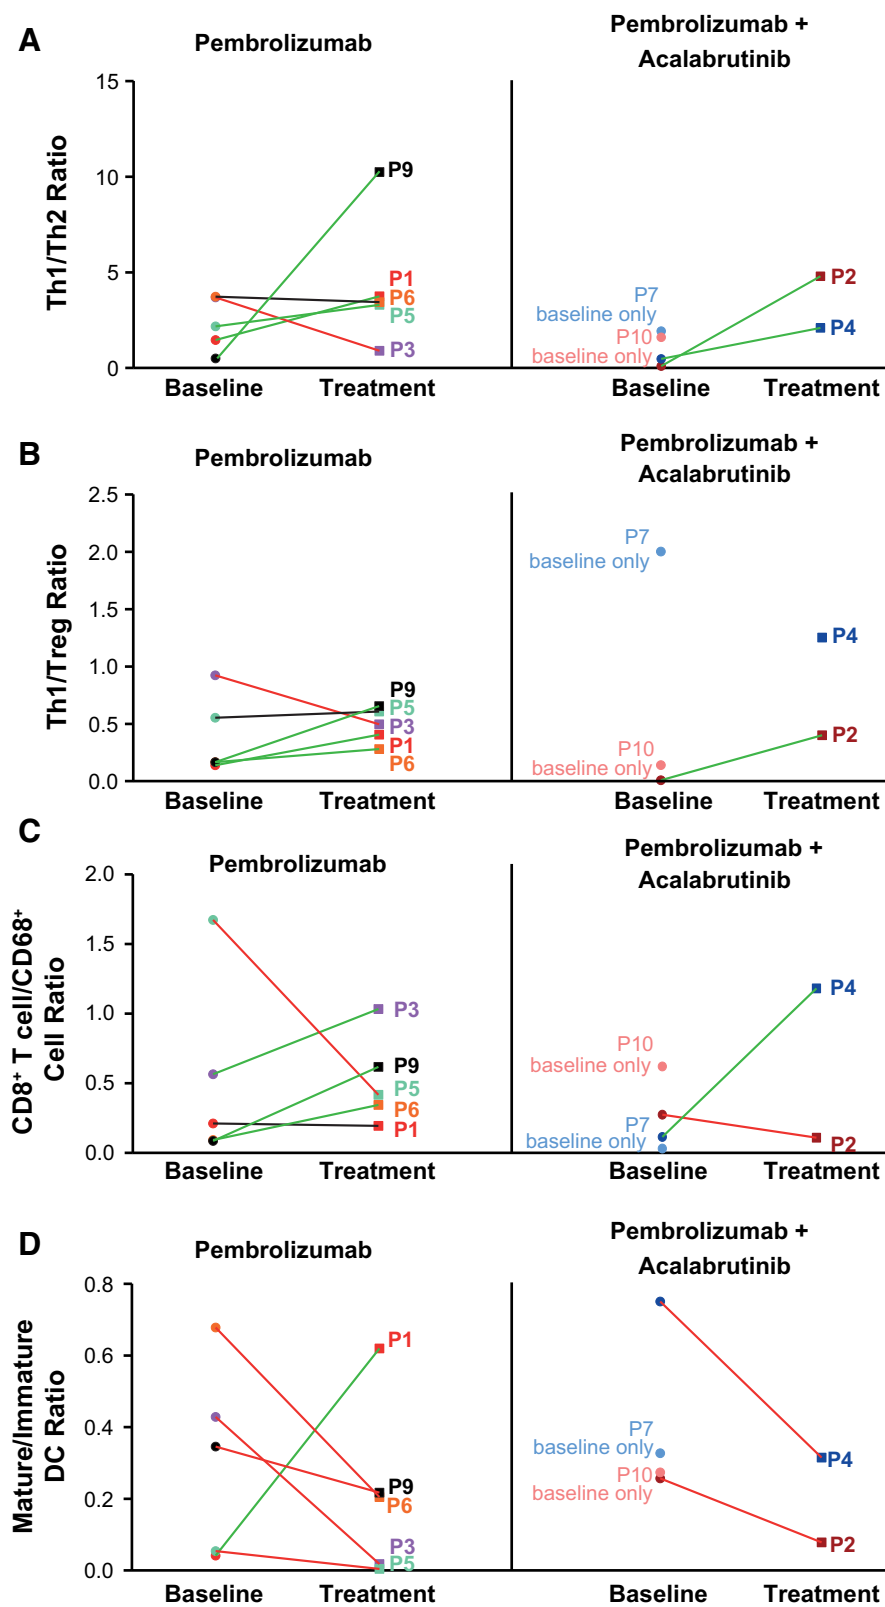 A
Pembrolizumab
Pembrolizumab +
Acalabrutinib
Th1/Th2 Ratio
15
10
5
0
P9
P1
P6
P5
P3
P7
baseline only
P10
baseline only
P2
P4
Baseline
Treatment
Baseline
Treatment
B
Pembrolizumab
Pembrolizumab +
Acalabrutinib
Th1/Treg Ratio
2.5
2.0
1.5
1.0
0.5
0.0
P9
P5
P3
P1
P6
P7
baseline only
P10
baseline only
P4
P2
Baseline
Treatment
Baseline
Treatment
C
Pembrolizumab
Pembrolizumab +
Acalabrutinib
CD8⁺ T cell/CD68⁺
Cell Ratio
2.0
1.5
1.0
0.5
0.0
P3
P9
P5
P6
P1
P10
baseline only
P7
baseline only
P4
P2
Baseline
Treatment
Baseline
Treatment
D
Pembrolizumab
Pembrolizumab +
Acalabrutinib
Mature/Immature
DC Ratio
0.8
0.6
0.4
0.2
0.0
P1
P9
P6
P3
P5
P7
baseline only
P10
baseline only
P4
P2
Baseline
Treatment
Baseline
Treatment